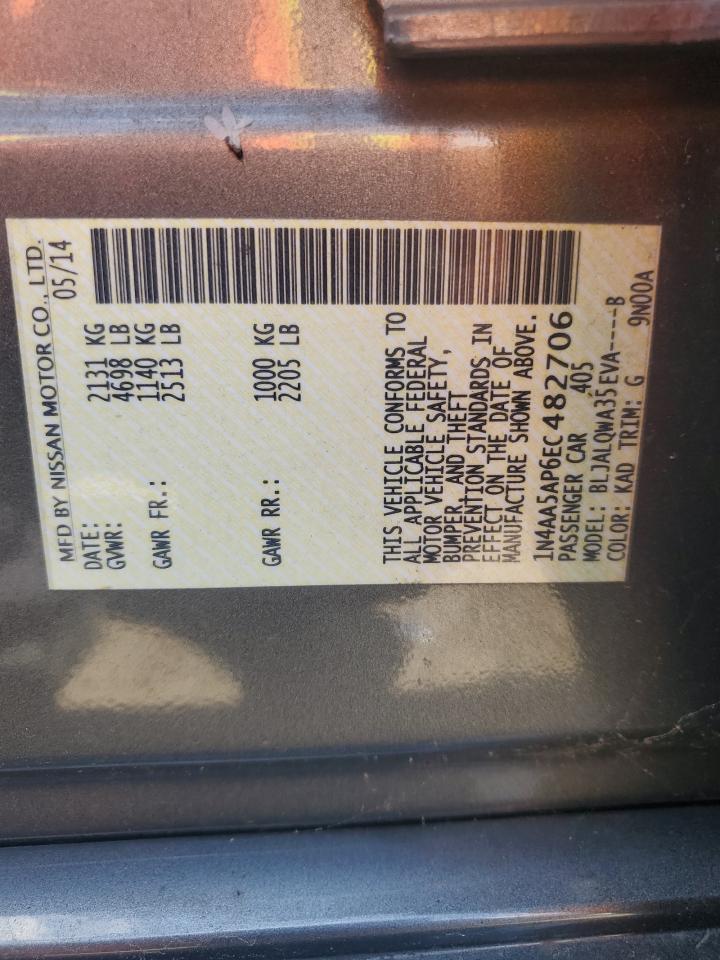 MFD BY NISSAN MOTOR CO., LTD.
DATE: 05/14
GVWR: 2131 KG
4698 LB
GAWR FR.: 1140 KG
2513 LB
GAWR RR.: 1000 KG
2205 LB
THIS VEHICLE CONFORMS TO
ALL APPLICABLE FEDERAL
MOTOR VEHICLE SAFETY,
BUMPER, AND THEFT
PREVENTION STANDARDS IN
EFFECT ON THE DATE OF
MANUFACTURE SHOWN ABOVE.
1N4AA5AP6EC482706
PASSENGER CAR 405
MODEL: BLJALQWA35EVA----B
COLOR: KAD TRIM: G 9N00A